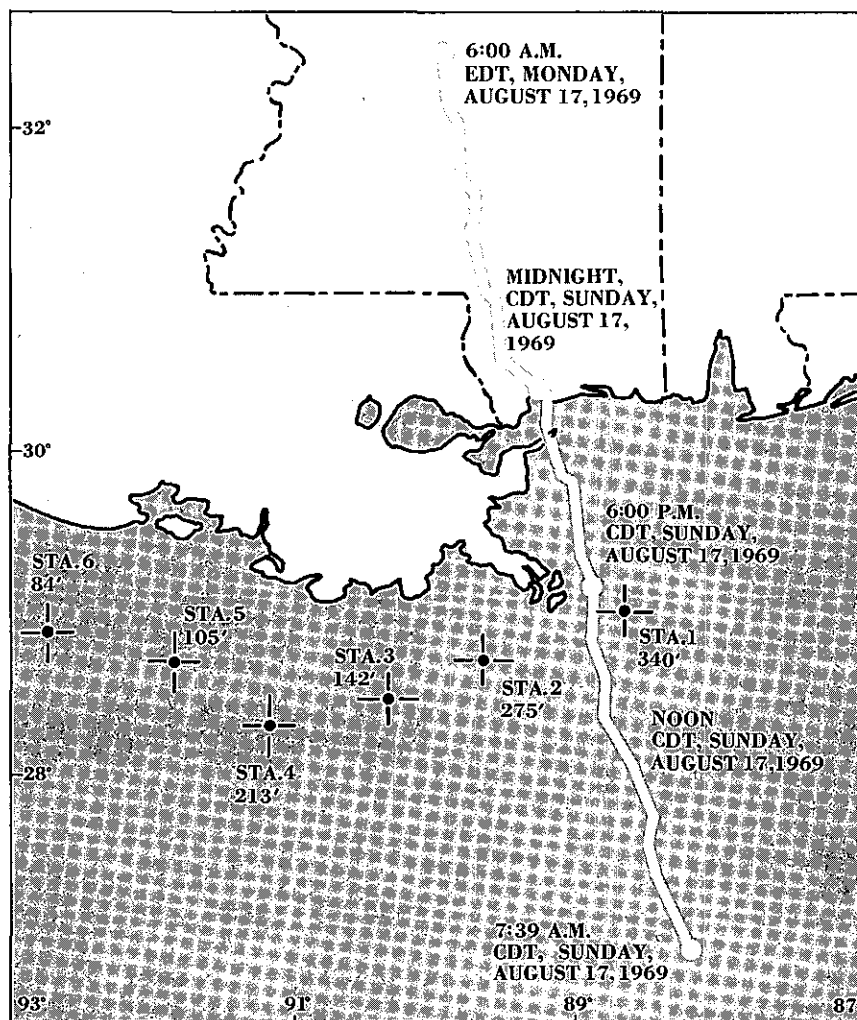 6:00 A.M.
EDT, MONDAY,
AUGUST 17, 1969
32°
MIDNIGHT,
CDT, SUNDAY,
AUGUST 17,
1969
30°
6:00 P.M.
CDT, SUNDAY,
AUGUST 17, 1969
STA. 6
84′
STA. 5
105′
STA. 1
340′
STA. 3
142′
STA. 2
275′
NOON
CDT, SUNDAY,
AUGUST 17, 1969
28°
STA. 4
213′
7:39 A.M.
CDT, SUNDAY,
AUGUST 17, 1969
93°
91°
89°
87